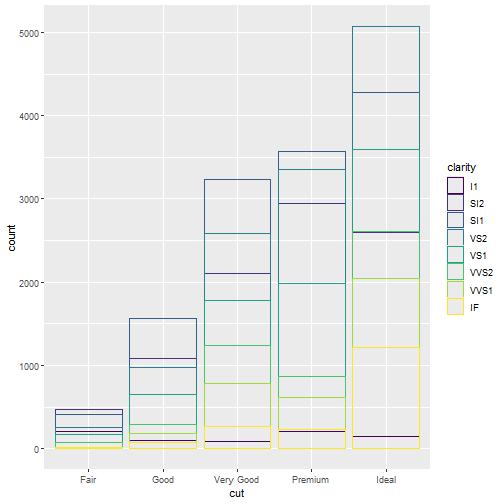 5000
4000
3000
2000
1000
0
count
Fair
Good
Very Good
Premium
Ideal
cut
clarity
I1
SI2
SI1
VS2
VS1
VVS2
VVS1
IF